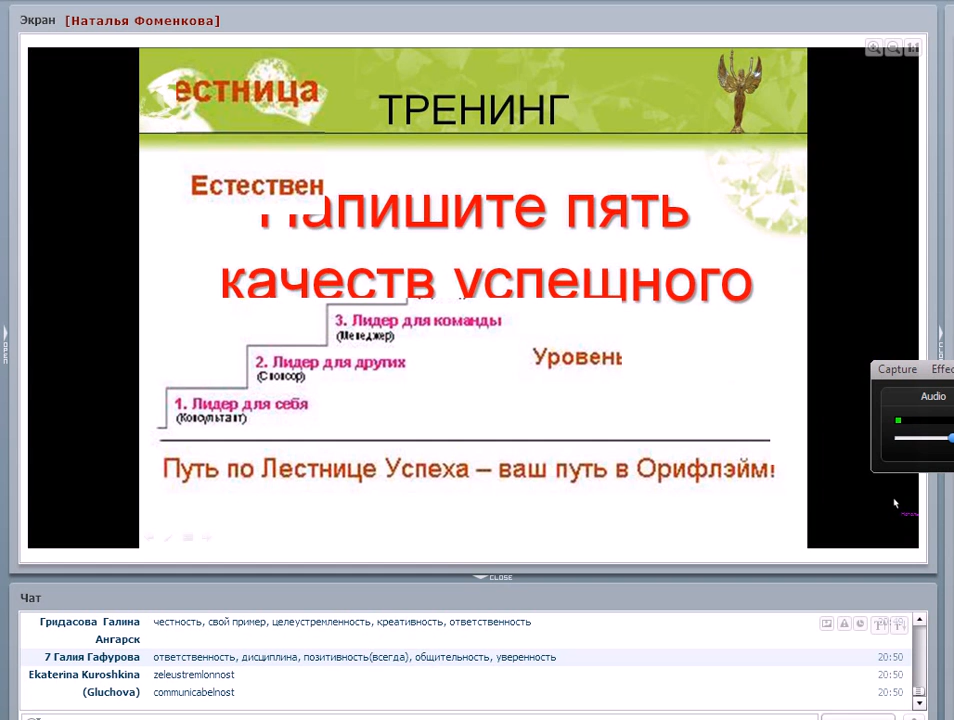 Экран [Наталья Фоменкова]
естница
ТРЕНИНГ
Естествен
Напишите пять
качеств успешного
3. Лидер для команды
(Менеджер)
2. Лидер для других
(Спонсор)
Уровень
1. Лидер для себя
(Консультант)
Путь по Лестнице Успеха – ваш путь в Орифлэйм!
Capture Effec
Audio
OPEN
CLOSE
Чат
Гридасова Галина Ангарск честность, свой пример, целеустремленность, креативность, ответственность
7 Галия Гафурова ответственность, дисциплина, позитивность(всегда), общительность, уверенность 20:50
Ekaterina Kuroshkina zeleustremlonnost 20:50
(Gluchova) communicabelnost 20:50